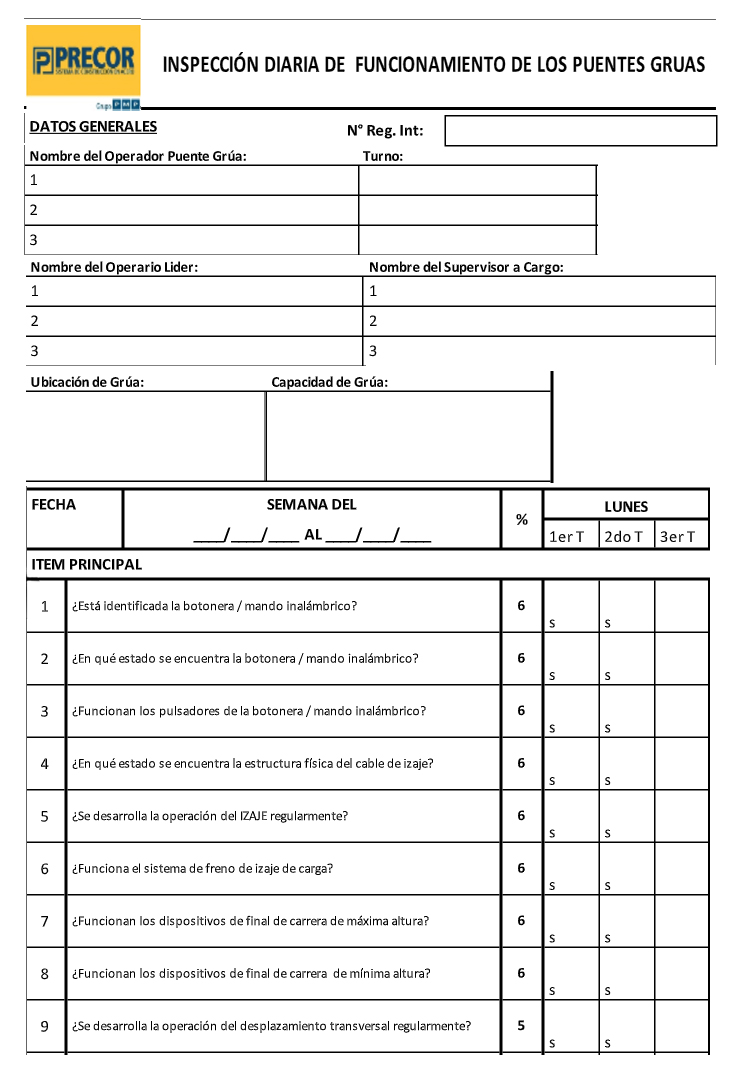 PRECOR
SISTEMA DE CONSTRUCCIÓN EN ACERO
Grupo PMP
INSPECCIÓN DIARIA DE FUNCIONAMIENTO DE LOS PUENTES GRUAS
DATOS GENERALES
N° Reg. Int:
Nombre del Operador Puente Grúa: Turno:
1
2
3
Nombre del Operario Lider: Nombre del Supervisor a Cargo:
1 1
2 2
3 3
Ubicación de Grúa: Capacidad de Grúa:
FECHA SEMANA DEL % LUNES
____/____/____ AL ____/____/____ 1er T 2do T 3er T
ITEM PRINCIPAL
1 ¿Está identificada la botonera / mando inalámbrico? 6 s s
2 ¿En qué estado se encuentra la botonera / mando inalámbrico? 6 s s
3 ¿Funcionan los pulsadores de la botonera / mando inalámbrico? 6 s s
4 ¿En qué estado se encuentra la estructura física del cable de izaje? 6 s s
5 ¿Se desarrolla la operación del IZAJE regularmente? 6 s s
6 ¿Funciona el sistema de freno de izaje de carga? 6 s s
7 ¿Funcionan los dispositivos de final de carrera de máxima altura? 6 s s
8 ¿Funcionan los dispositivos de final de carrera de mínima altura? 6 s s
9 ¿Se desarrolla la operación del desplazamiento transversal regularmente? 5 s s